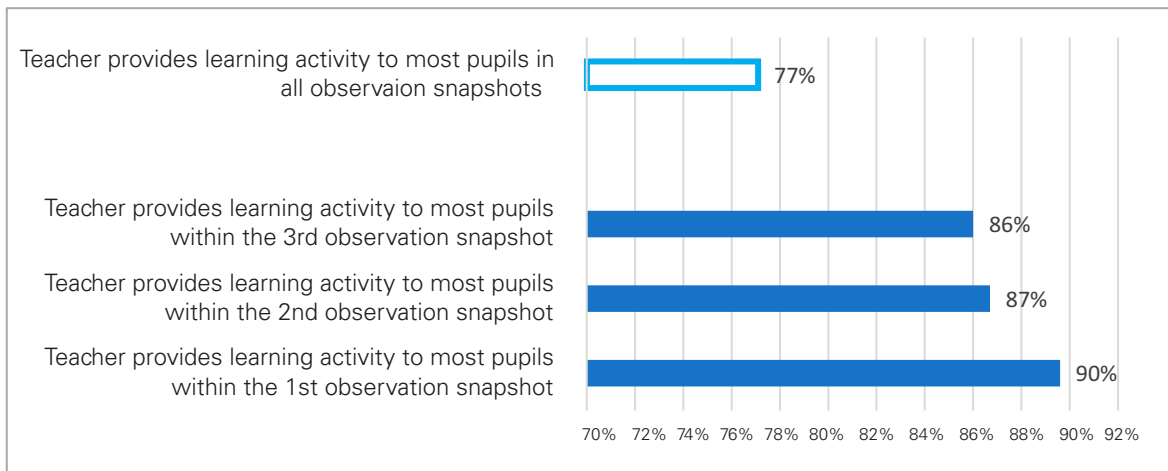 Teacher provides learning activity to most pupils in
all observaion snapshots
77%
Teacher provides learning activity to most pupils
within the 3rd observation snapshot
86%
Teacher provides learning activity to most pupils
within the 2nd observation snapshot
87%
Teacher provides learning activity to most pupils
within the 1st observation snapshot
90%
70% 72% 74% 76% 78% 80% 82% 84% 86% 88% 90% 92%